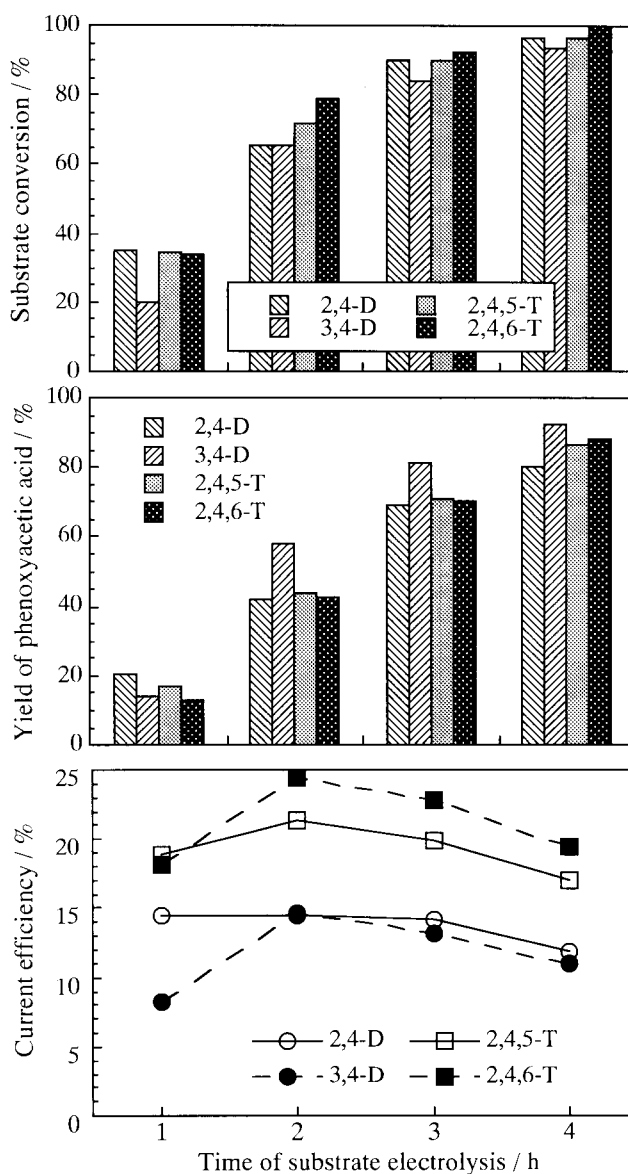 Substrate conversion / %
100
80
60
40
20
0
2,4-D
2,4,5-T
3,4-D
2,4,6-T
Yield of phenoxyacetic acid / %
100
80
60
40
20
0
2,4-D
3,4-D
2,4,5-T
2,4,6-T
Current efficiency / %
25
20
15
10
5
0
2,4-D
2,4,5-T
3,4-D
2,4,6-T
1 2 3 4
Time of substrate electrolysis / h